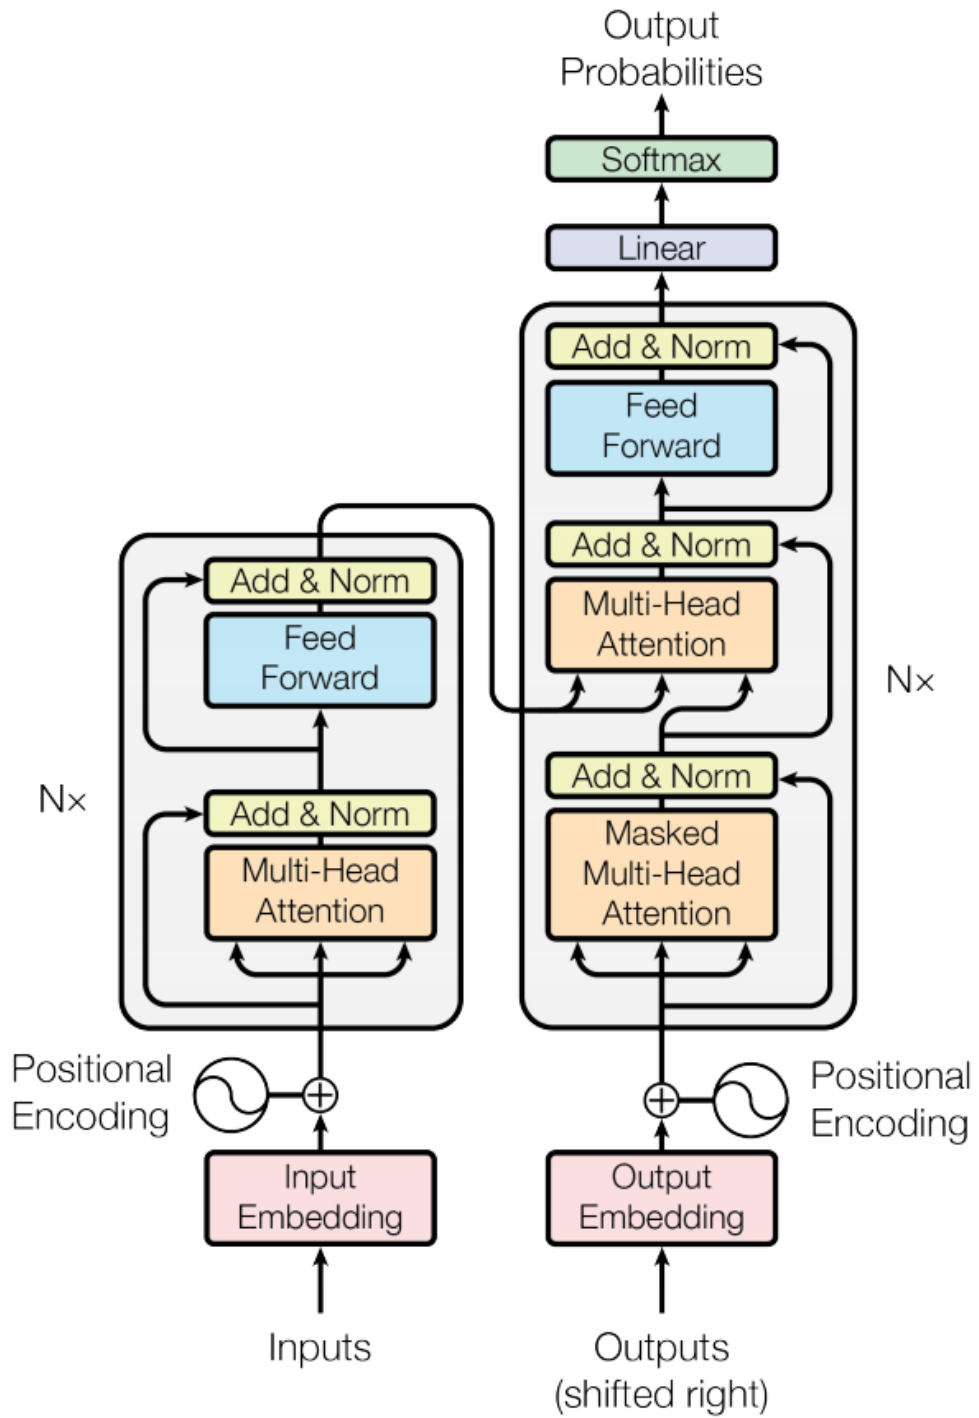 Output
Probabilities
Softmax
Linear
Add & Norm
Feed
Forward
Add & Norm
Multi-Head
Attention
Add & Norm
Masked
Multi-Head
Attention
N×
Positional
Encoding
Output
Embedding
Outputs
(shifted right)
Add & Norm
Feed
Forward
Add & Norm
Multi-Head
Attention
N×
Positional
Encoding
Input
Embedding
Inputs